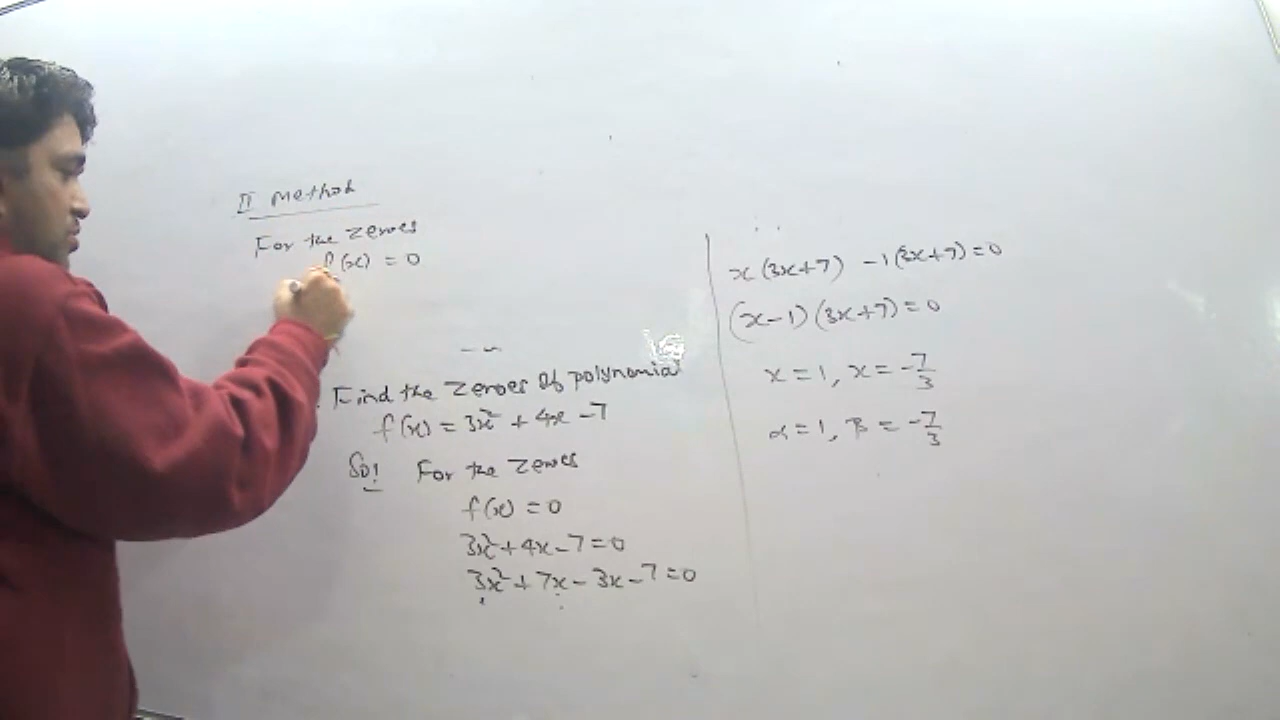 II Method
For the zeroes
f(x) = 0
Find the zeroes of polynomial
f(x) = 3x² + 4x - 7
Sol For the zeroes
f(x) = 0
3x² + 4x - 7 = 0
3x² + 7x - 3x - 7 = 0
x(3x+7) -1(3x+7) = 0
(x-1)(3x+7) = 0
x = 1, x = -7/3
α = 1, β = -7/3